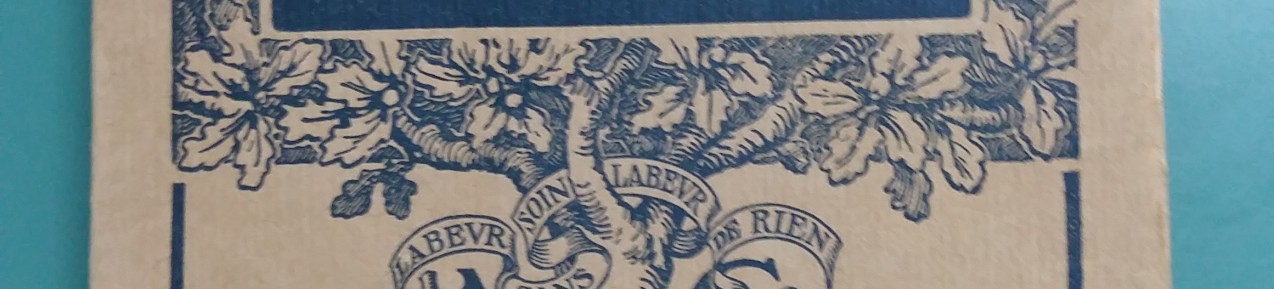 LABEVR SOIN LABEVR DE RIEN
SANS